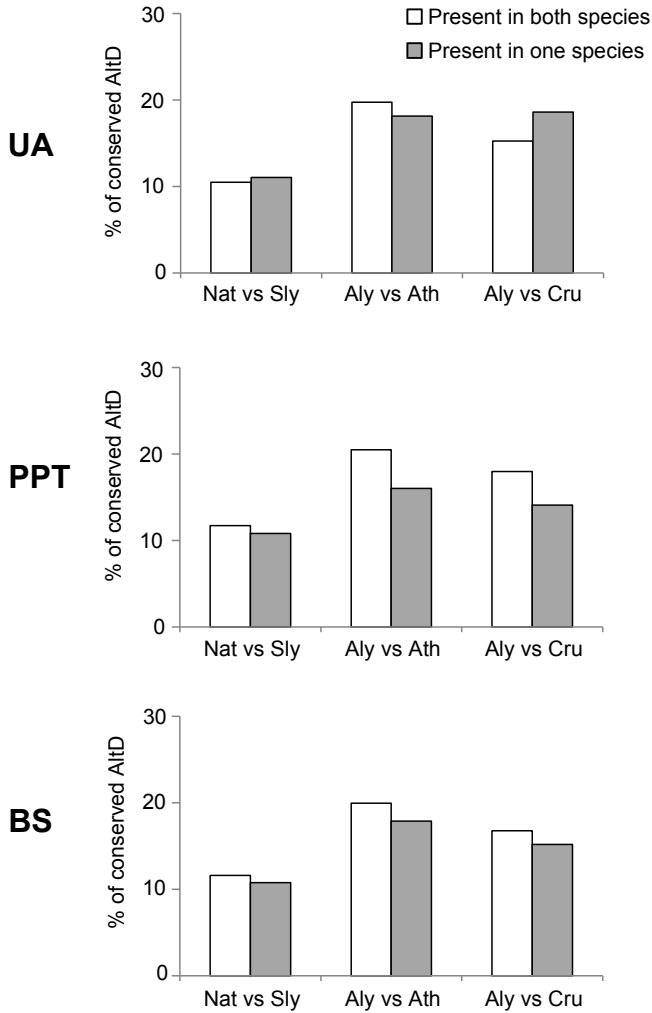 Present in both species
Present in one species
UA
% of conserved AltD
30
20
10
0
Nat vs Sly Aly vs Ath Aly vs Cru
PPT
% of conserved AltD
30
20
10
0
Nat vs Sly Aly vs Ath Aly vs Cru
BS
% of conserved AltD
30
20
10
0
Nat vs Sly Aly vs Ath Aly vs Cru